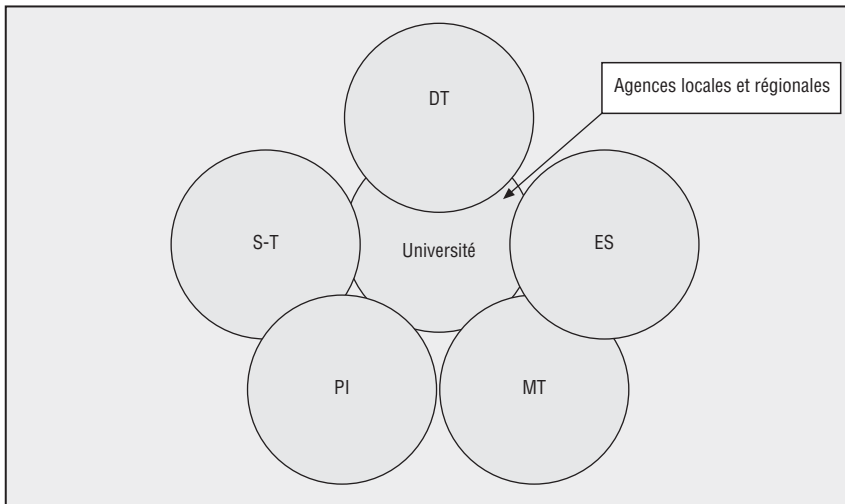 DT
Agences locales et régionales
S-T
Université
ES
PI
MT